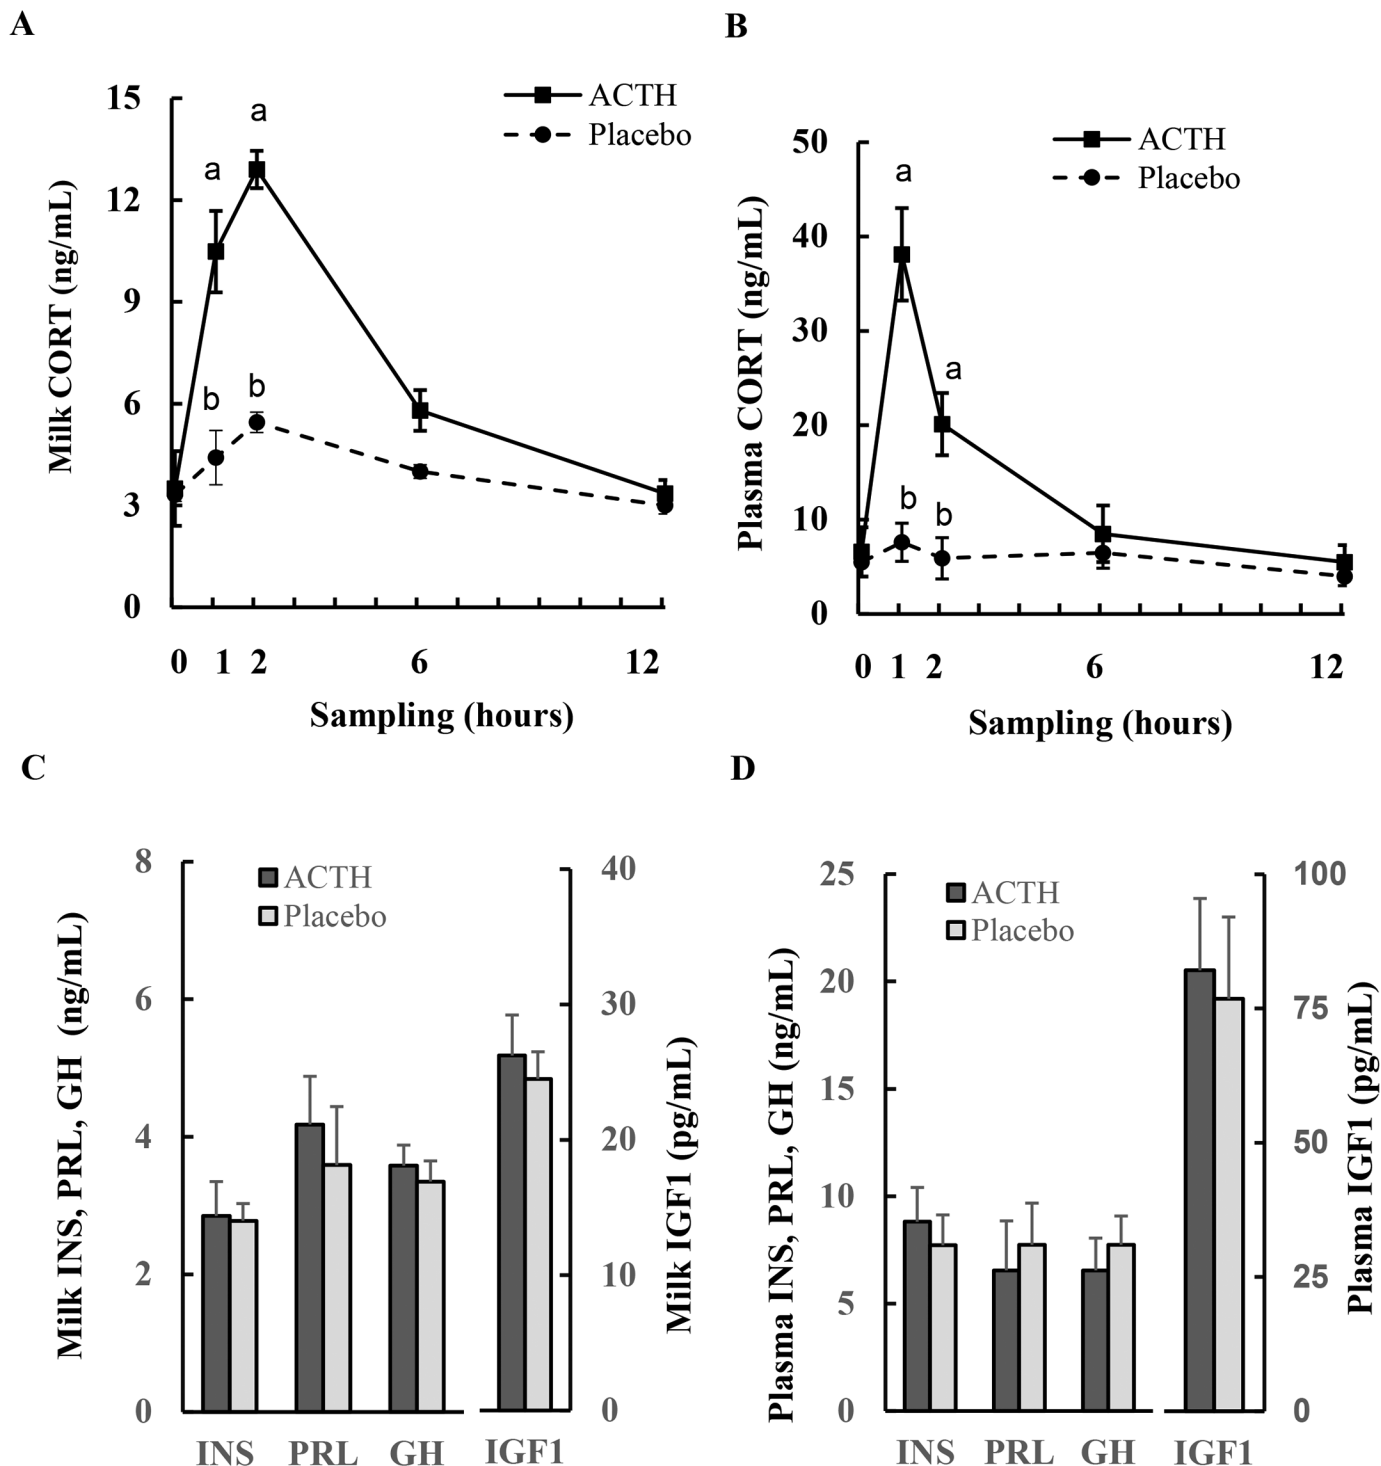 A
15
12
9
6
3
0
Milk CORT (ng/mL)
ACTH
Placebo
a
a
b
b
0 1 2 6 12
Sampling (hours)
B
50
40
30
20
10
0
Plasma CORT (ng/mL)
ACTH
Placebo
a
a
b
b
0 1 2 6 12
Sampling (hours)
C
8
6
4
2
0
Milk INS, PRL, GH (ng/mL)
ACTH
Placebo
40
30
20
10
0
Milk IGF1 (pg/mL)
INS PRL GH IGF1
D
25
20
15
10
5
0
Plasma INS, PRL, GH (ng/mL)
ACTH
Placebo
100
75
50
25
0
Plasma IGF1 (pg/mL)
INS PRL GH IGF1